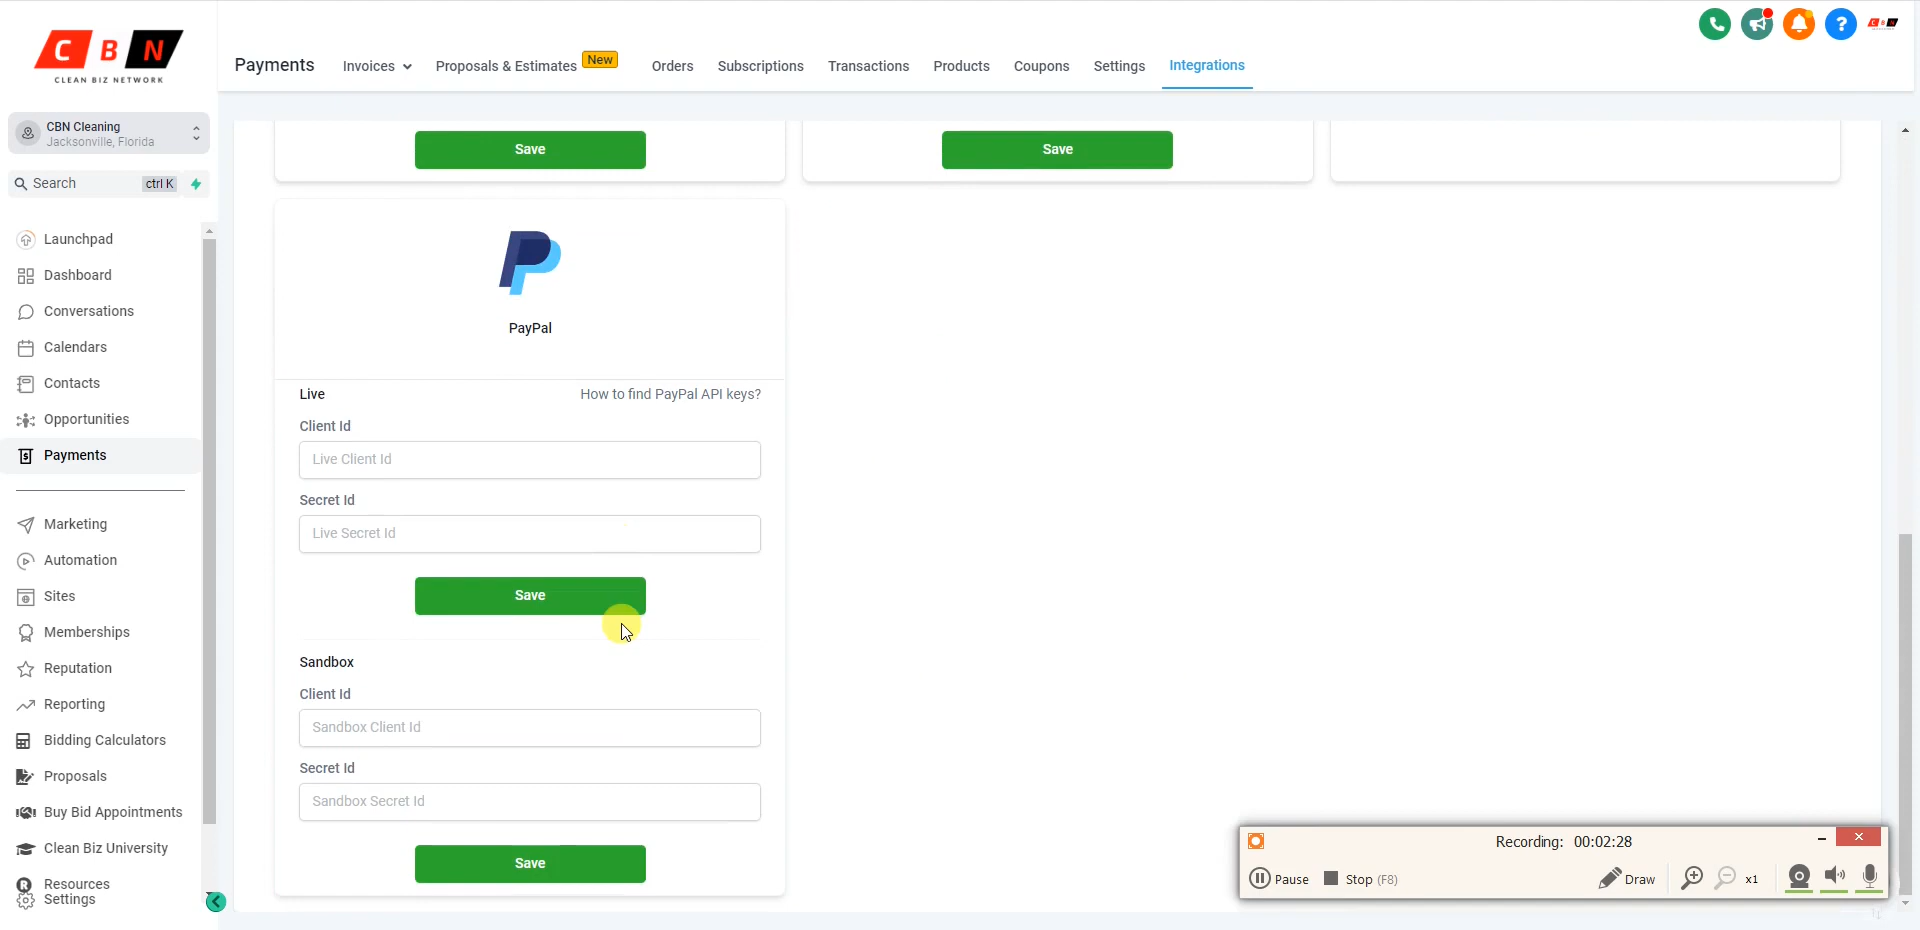 C B N
CLEAN BIZ NETWORK
CBN Cleaning
Jacksonville, Florida
Search ctrl K
Launchpad
Dashboard
Conversations
Calendars
Contacts
Opportunities
Payments
Marketing
Automation
Sites
Memberships
Reputation
Reporting
Bidding Calculators
Proposals
Buy Bid Appointments
Clean Biz University
Resources
Settings
Payments Invoices Proposals & Estimates New Orders Subscriptions Transactions Products Coupons Settings Integrations
Save Save
PayPal
Live How to find PayPal API keys?
Client Id
Live Client Id
Secret Id
Live Secret Id
Save
Sandbox
Client Id
Sandbox Client Id
Secret Id
Sandbox Secret Id
Save
Recording: 00:02:28
Pause Stop (F8) Draw x1